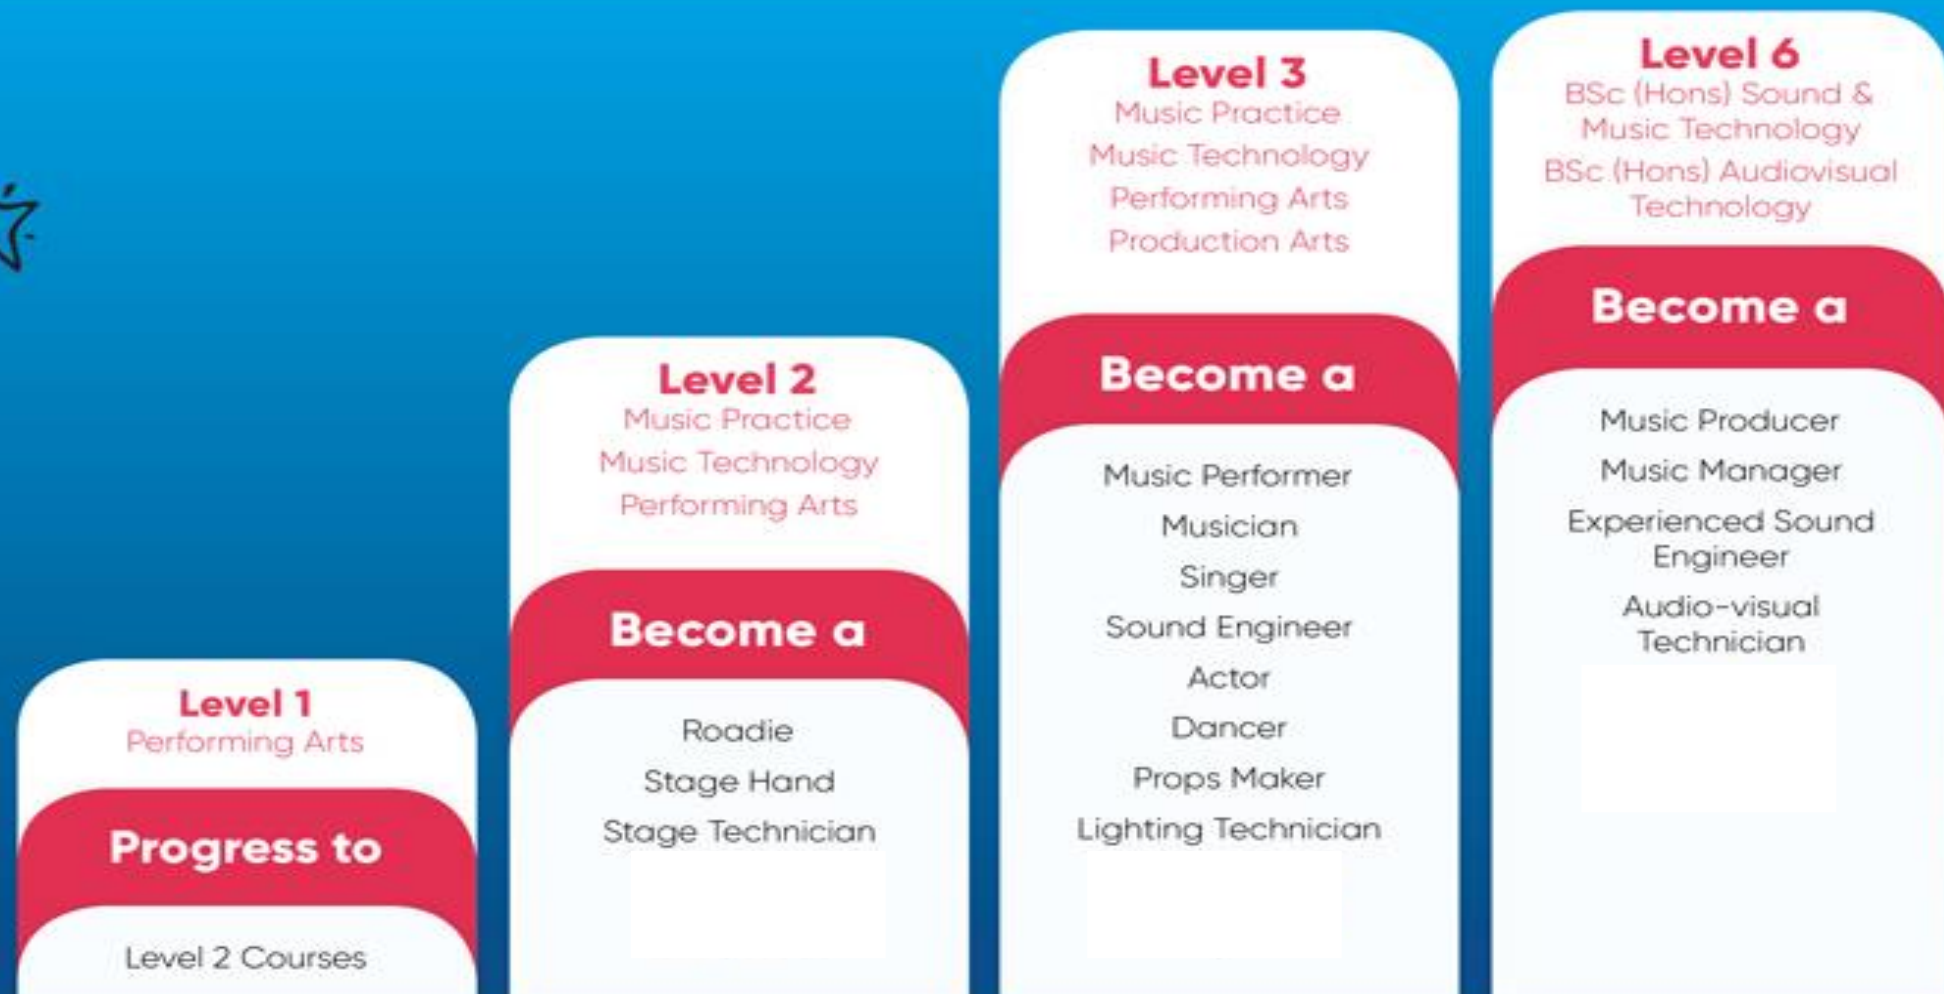 Level 1
Performing Arts
Progress to
Level 2 Courses
Level 2
Music Practice
Music Technology
Performing Arts
Become a
Roadie
Stage Hand
Stage Technician
Level 3
Music Practice
Music Technology
Performing Arts
Production Arts
Become a
Music Performer
Musician
Singer
Sound Engineer
Actor
Dancer
Props Maker
Lighting Technician
Level 6
BSc (Hons) Sound &
Music Technology
BSc (Hons) Audiovisual
Technology
Become a
Music Producer
Music Manager
Experienced Sound
Engineer
Audio-visual
Technician